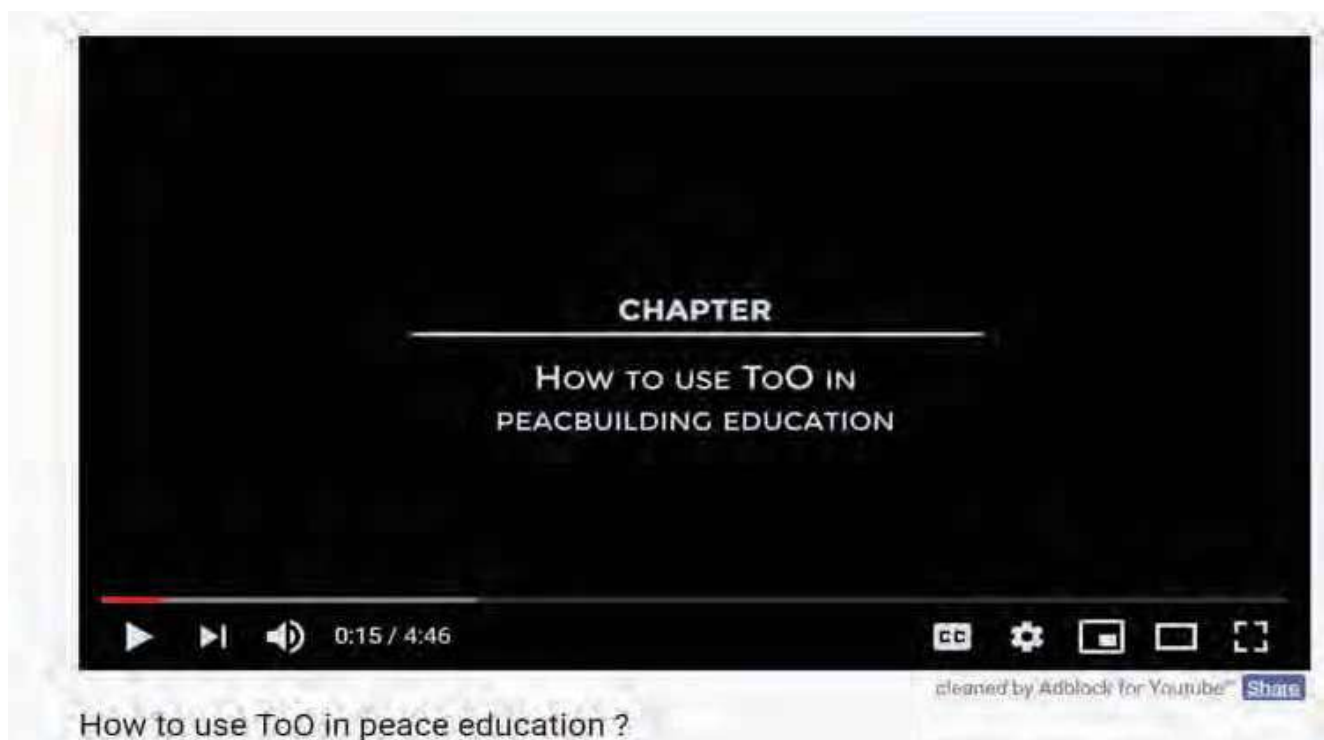 CHAPTER
HOW TO USE TOO IN
PEACBUILDING EDUCATION
0:15 / 4:46
CC
cleaned by Adblock for Youtube™ Share
How to use ToO in peace education ?